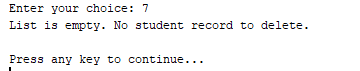 Enter your choice: 7
List is empty. No student record to delete.
Press any key to continue...